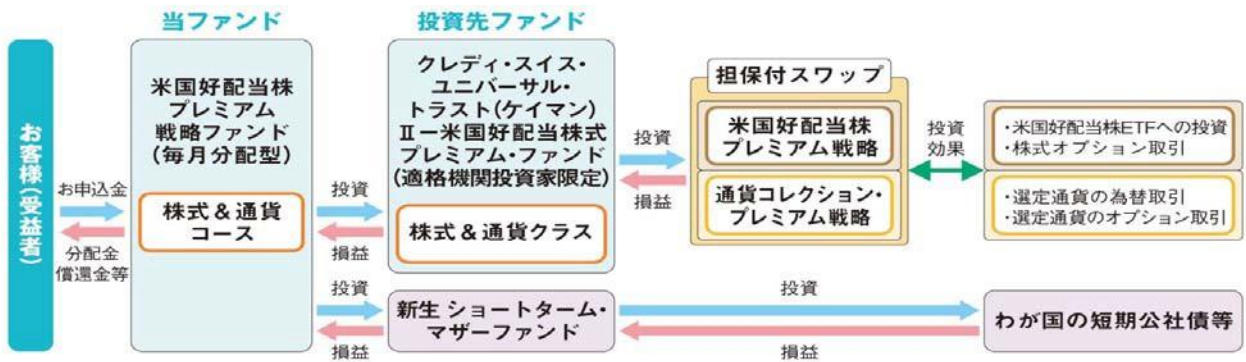 当ファンド
投資先ファンド
お客様(受益者)
お申込金
分配金
償還金等
米国好配当株
プレミアム
戦略ファンド
(毎月分配型)
株式&通貨
コース
投資
損益
クレディ・スイス・
ユニバーサル・
トラスト(ケイマン)
Ⅱー米国好配当株式
プレミアム・ファンド
(適格機関投資家限定)
株式&通貨クラス
投資
損益
担保付スワップ
米国好配当株
プレミアム戦略
通貨コレクション・
プレミアム戦略
投資
効果
・米国好配当株ETFへの投資
・株式オプション取引
・選定通貨の為替取引
・選定通貨のオプション取引
投資
損益
新生 ショートターム・
マザーファンド
投資
損益
わが国の短期公社債等